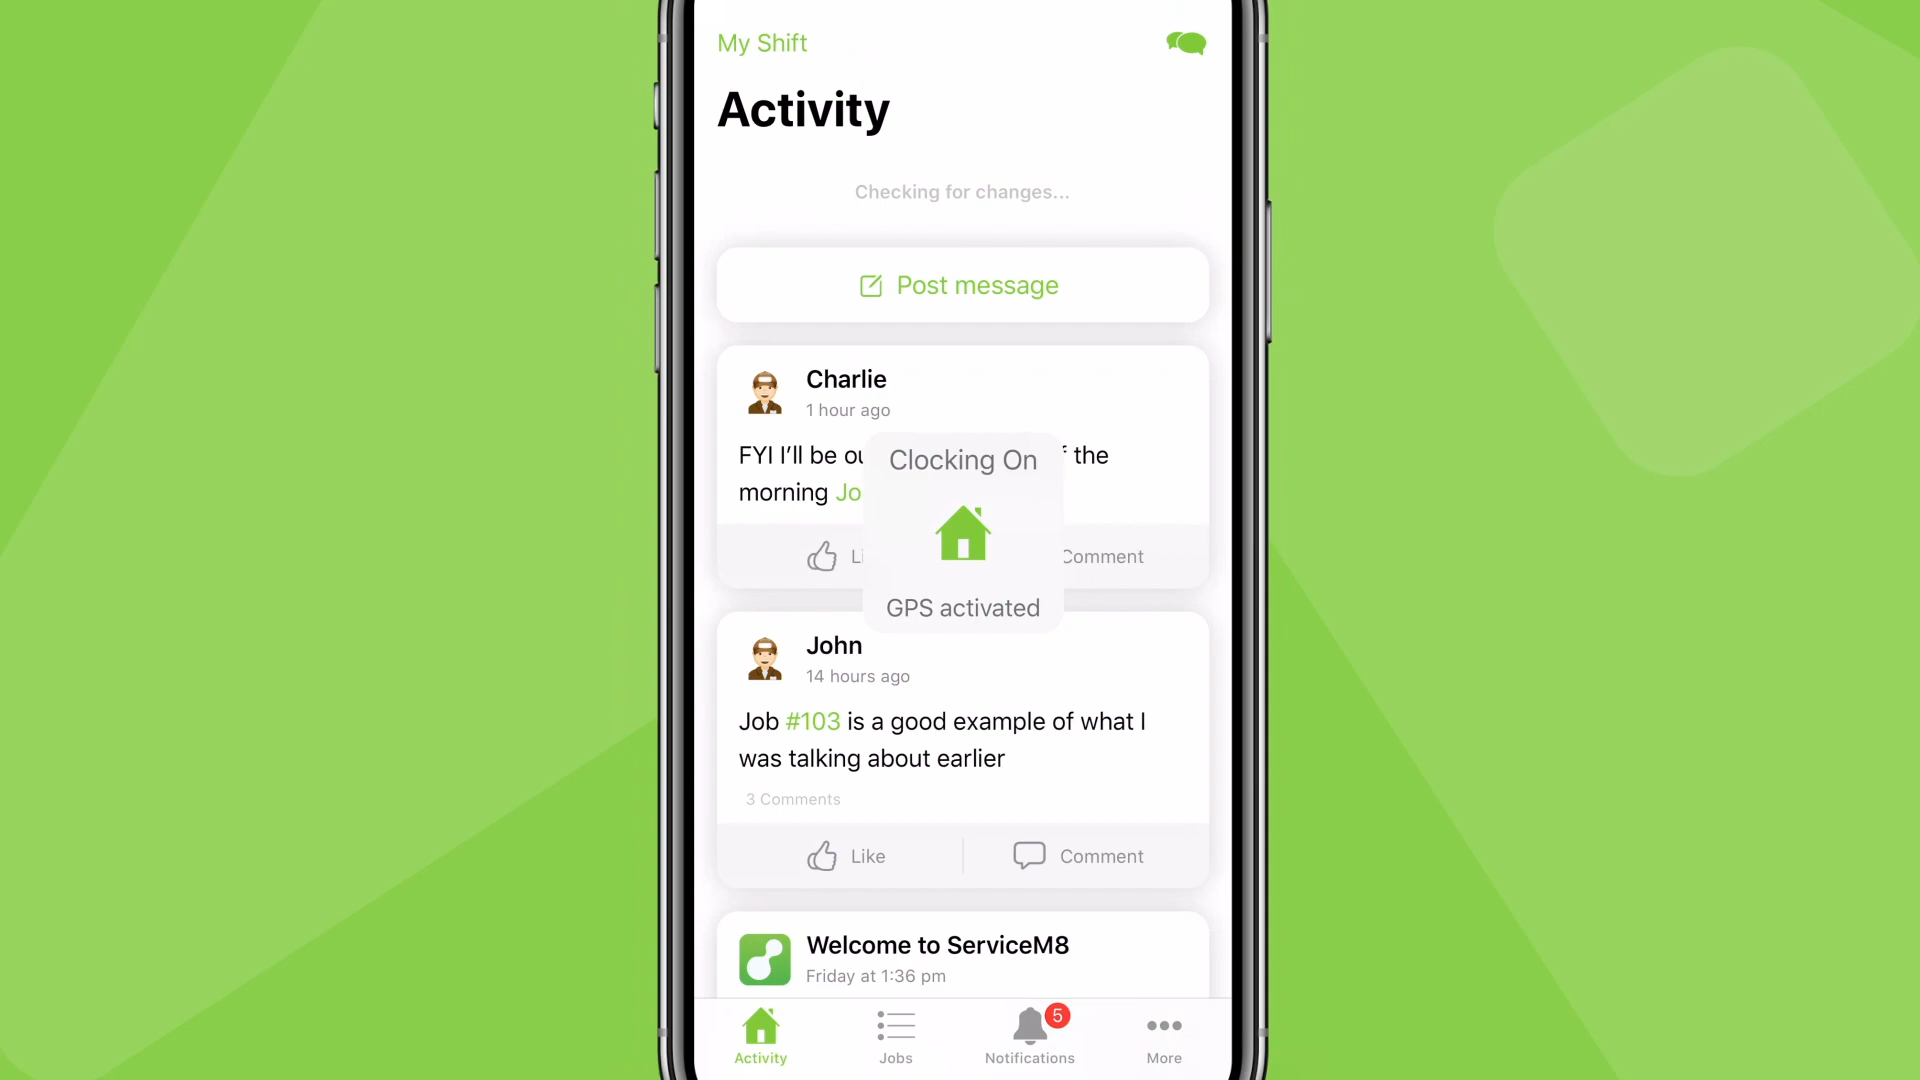 My Shift
Activity
Checking for changes...
Post message
Charlie
1 hour ago
FYI I'll be the
morning
Clocking On
Comment
GPS activated
John
14 hours ago
Job #103 is a good example of what I
was talking about earlier
3 Comments
Like
Comment
Welcome to ServiceM8
Friday at 1:36 pm
5
Activity
Jobs
Notifications
More